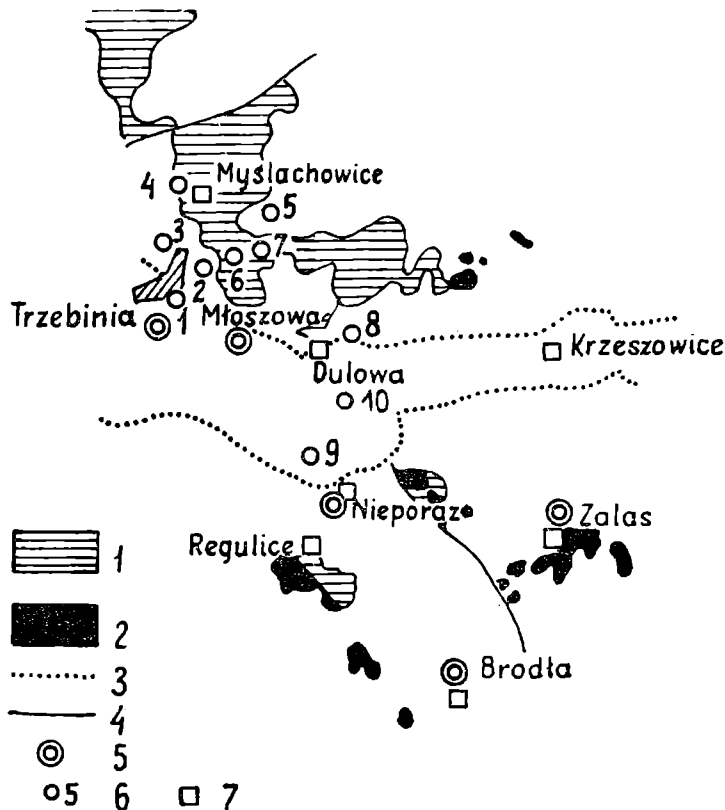 4
Myślachowice
5
3
7
6
2
Trzebinia
1
Młoszowa
8
Krzeszowice
Dulowa
10
9
Nieporaz
Zalas
1
Regulice
2
3
Brodła
4
5
5 6 7